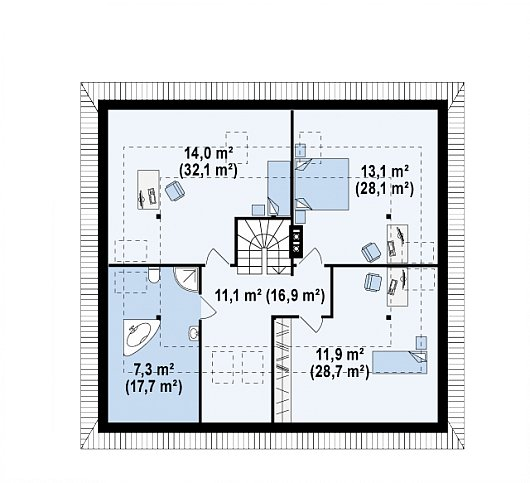 14,0 m²
(32,1 m²)
13,1 m²
(28,1 m²)
11,1 m² (16,9 m²)
7,3 m²
(17,7 m²)
11,9 m²
(28,7 m²)